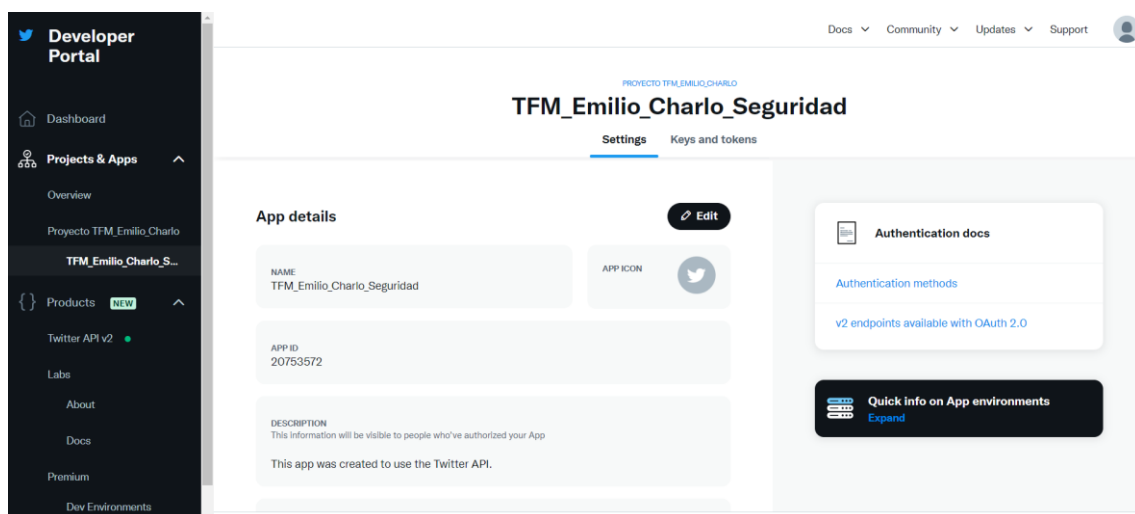 Developer
Portal
Dashboard
Projects & Apps
Overview
Proyecto TFM_Emilio_Charlo
TFM_Emilio_Charlo_S...
Products NEW
Twitter API v2
Labs
About
Docs
Premium
Dev Environments
Docs Community Updates Support
PROYECTO TFM_EMILIO_CHARLO
TFM_Emilio_Charlo_Seguridad
Settings Keys and tokens
App details
Edit
NAME
TFM_Emilio_Charlo_Seguridad
APP ICON
APP ID
20753572
DESCRIPTION
This information will be visible to people who've authorized your App
This app was created to use the Twitter API.
Authentication docs
Authentication methods
v2 endpoints available with OAuth 2.0
Quick info on App environments
Expand